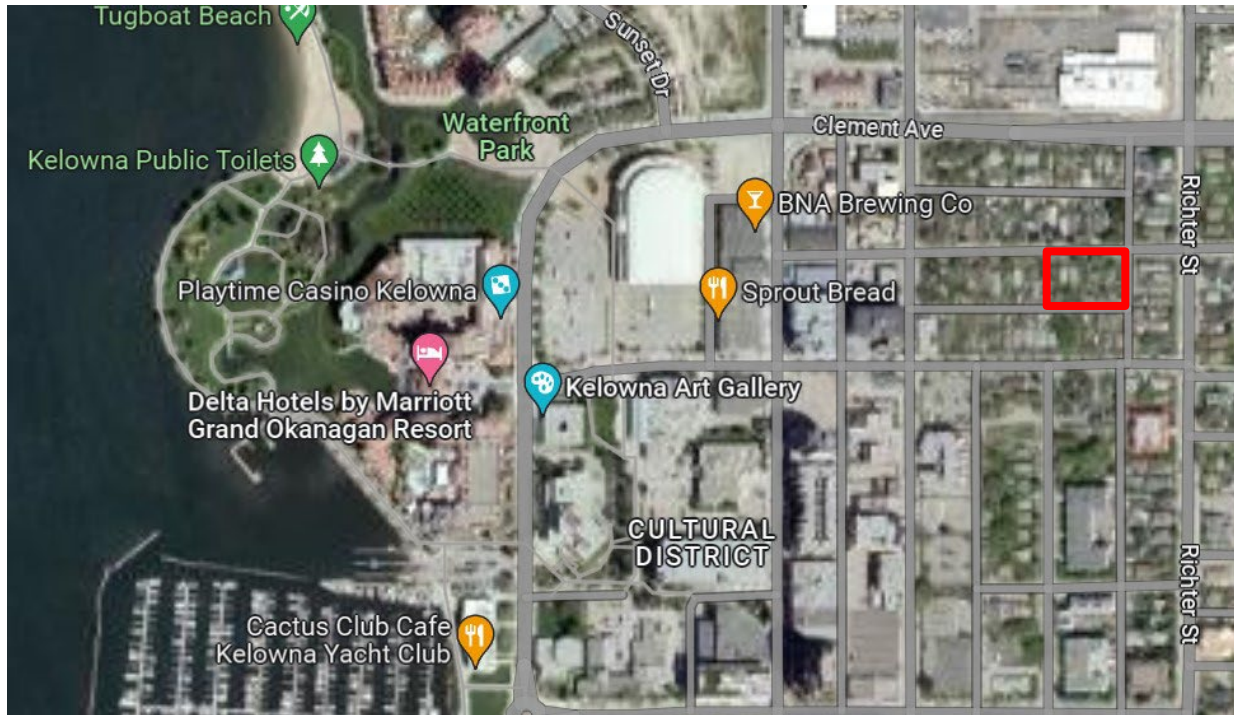 Tugboat Beach
Sunset Dr
Waterfront
Park
Clement Ave
Kelowna Public Toilets
Richter St
BNA Brewing Co
Playtime Casino Kelowna
Sprout Bread
Kelowna Art Gallery
Delta Hotels by Marriott
Grand Okanagan Resort
CULTURAL
DISTRICT
Richter St
Cactus Club Cafe
Kelowna Yacht Club